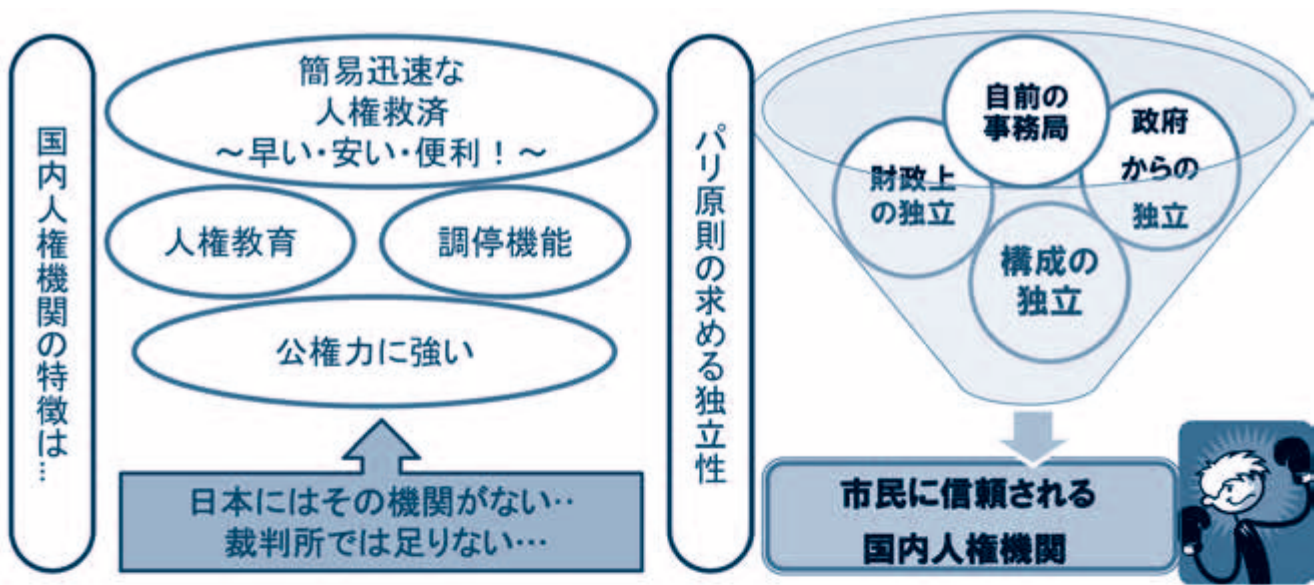 国内人権機関の特徴は…
簡易迅速な
人権救済
～早い・安い・便利！～
人権教育
調停機能
公権力に強い
日本にはその機関がない‥
裁判所では足りない…
パリ原則の求める独立性
自前の
事務局
財政上
の独立
政府
からの
独立
構成の
独立
市民に信頼される
国内人権機関